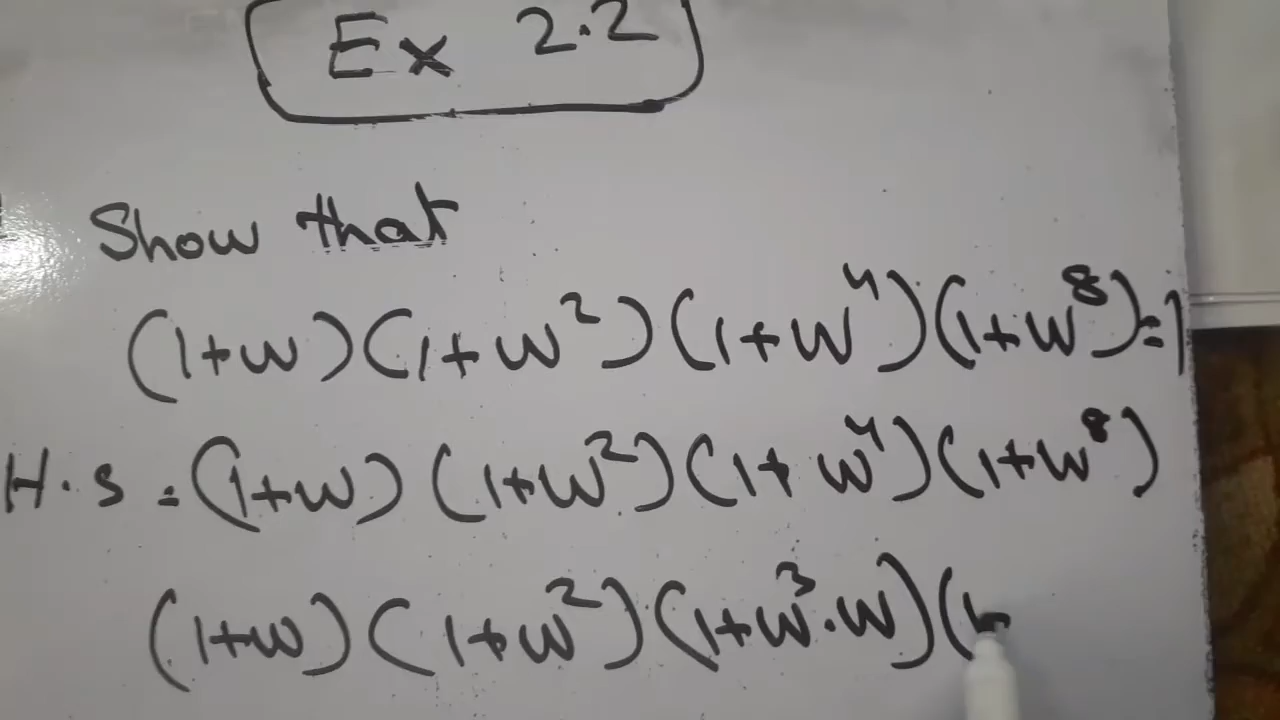 Ex 2.2
Show that
(1+w)(1+w²)(1+w⁴)(1+w⁸)=1
H.S = (1+w) (1+w²)(1+w⁴)(1+w⁸)
(1+w)(1+w²)(1+w³.w)(1